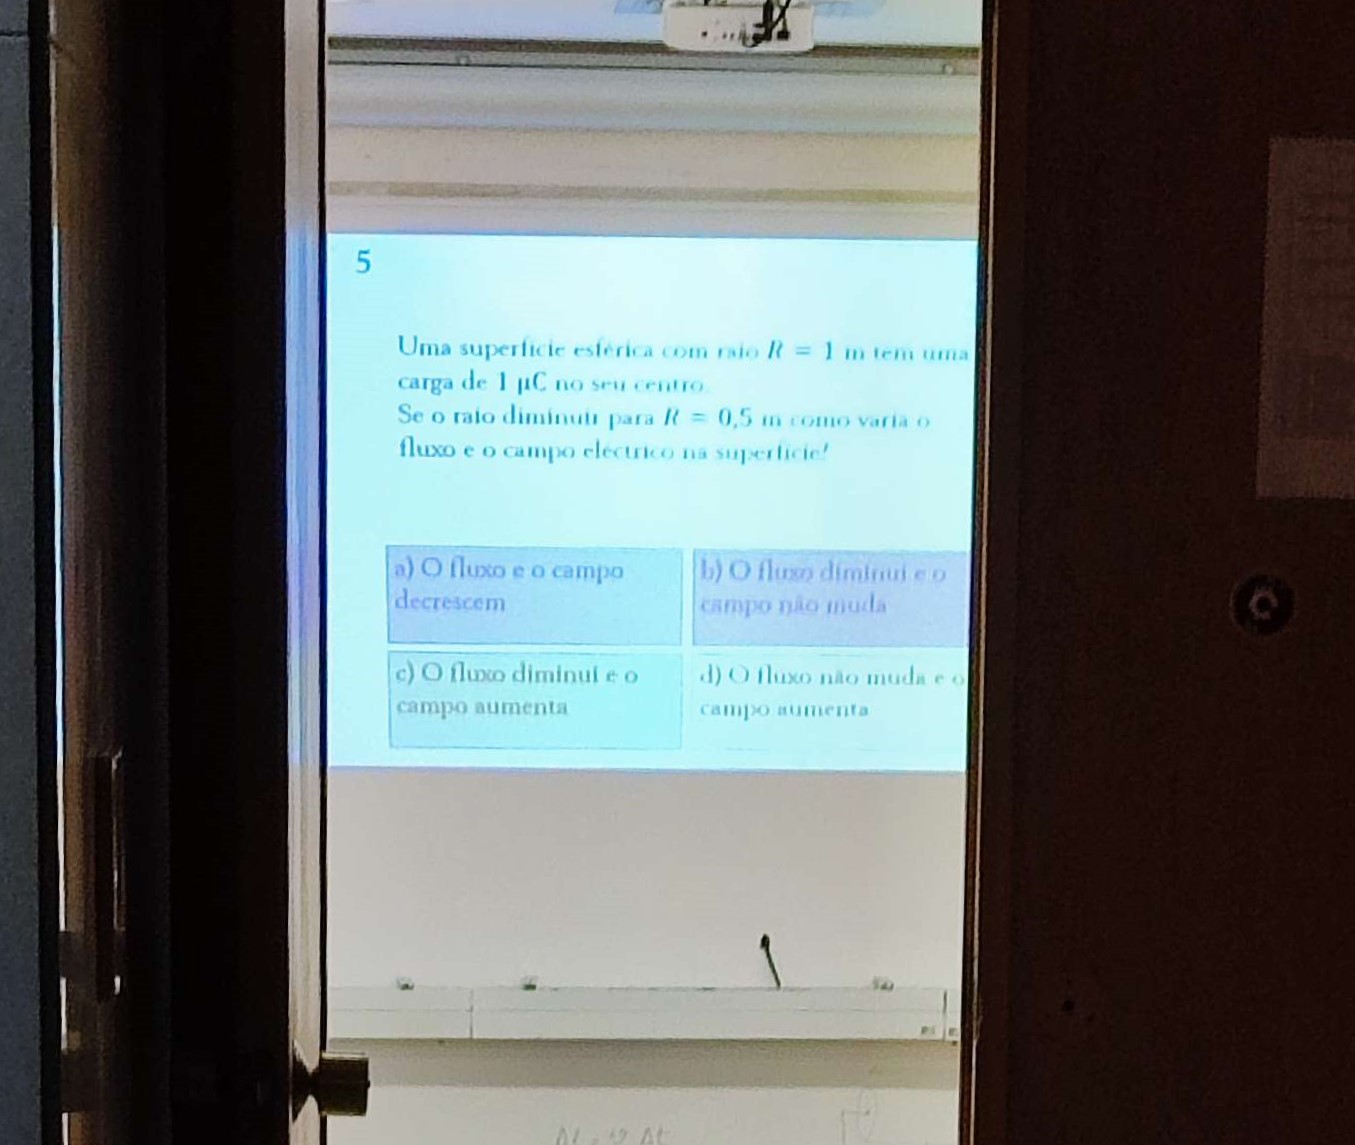 5
Uma superfície esférica com raio R = 1 m tem uma
carga de 1 µC no seu centro.
Se o raio diminuir para R = 0,5 m como varia o
fluxo e o campo eléctrico na superfície?
a) O fluxo e o campo
decrescem
b) O fluxo diminui e o
campo não muda
c) O fluxo diminui e o
campo aumenta
d) O fluxo não muda e o
campo aumenta